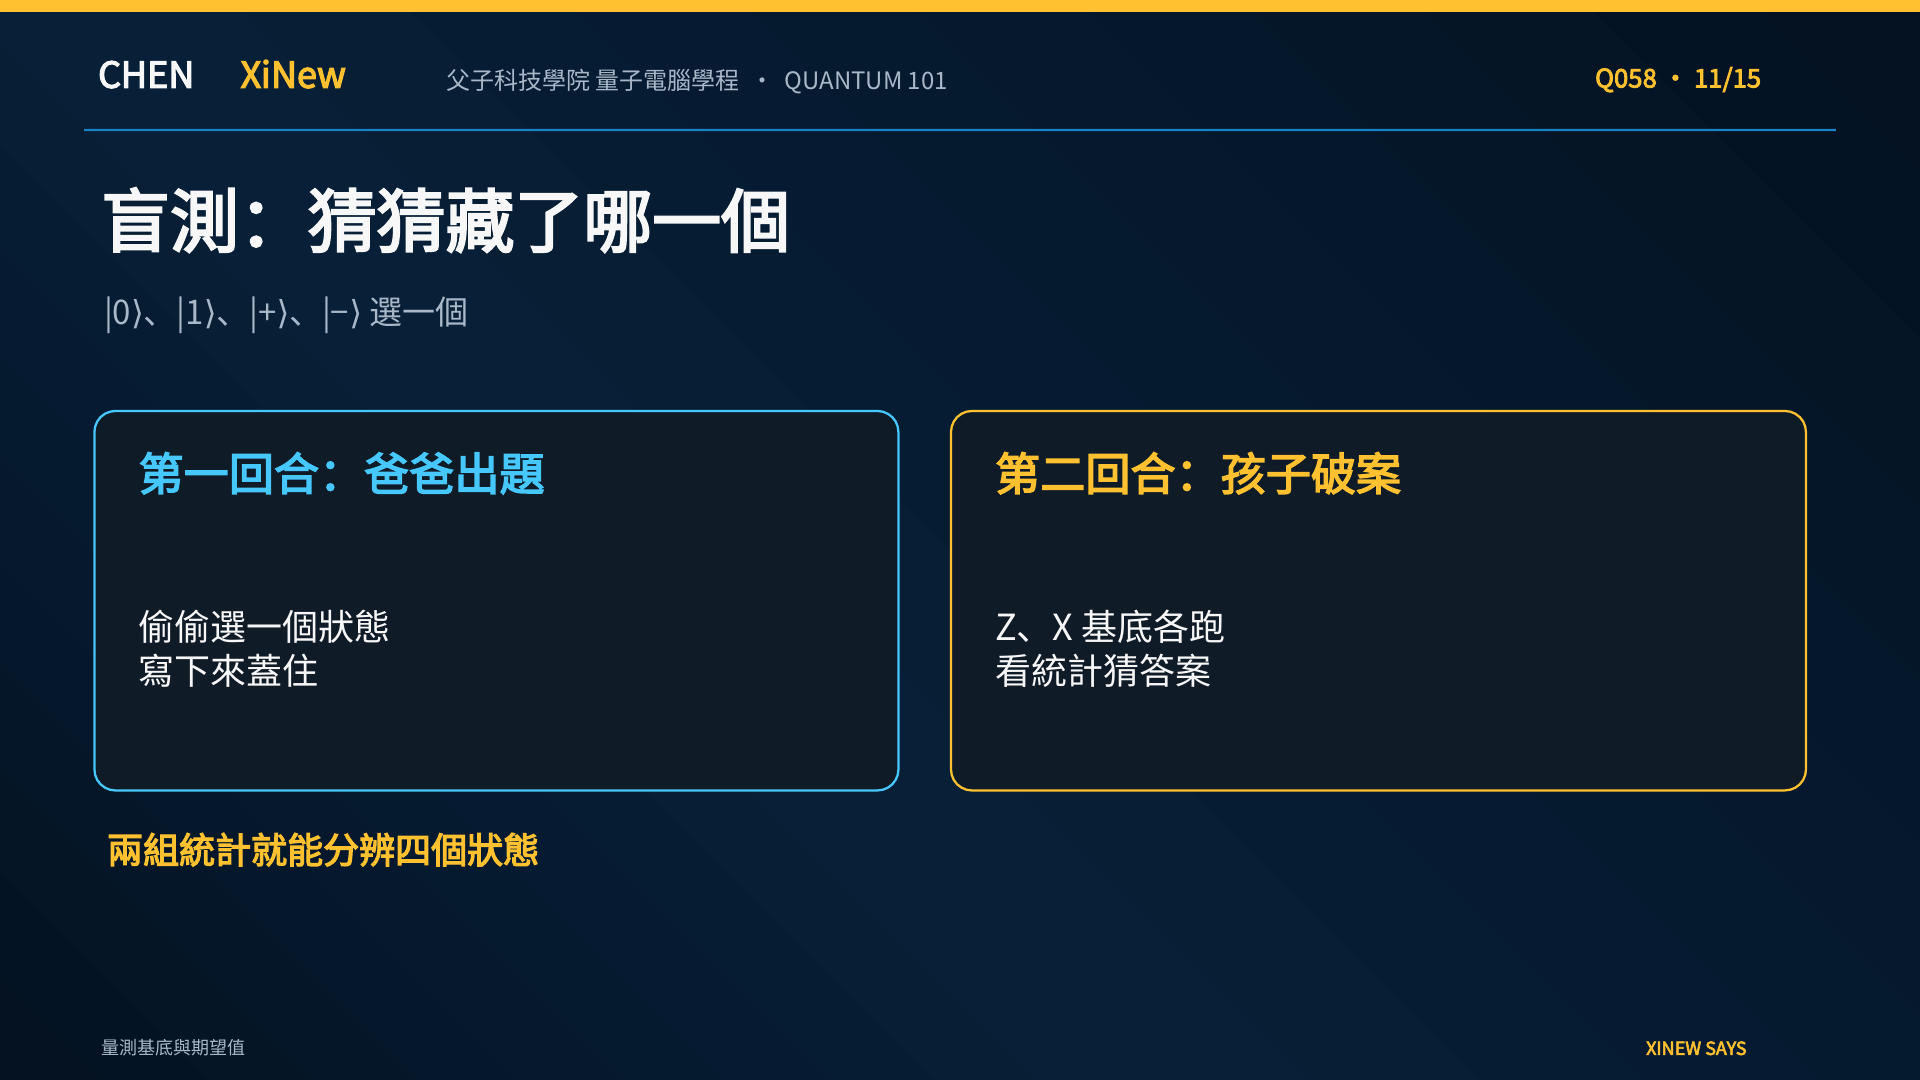 CHEN XiNew 父子科技學院 量子電腦學程 • QUANTUM 101 Q058 • 11/15
盲測：猜猜藏了哪一個
|0⟩、|1⟩、|+⟩、|−⟩ 選一個
第一回合：爸爸出題
偷偷選一個狀態
寫下來蓋住
第二回合：孩子破案
Z、X 基底各跑
看統計猜答案
兩組統計就能分辨四個狀態
量測基底與期望值
XINEW SAYS